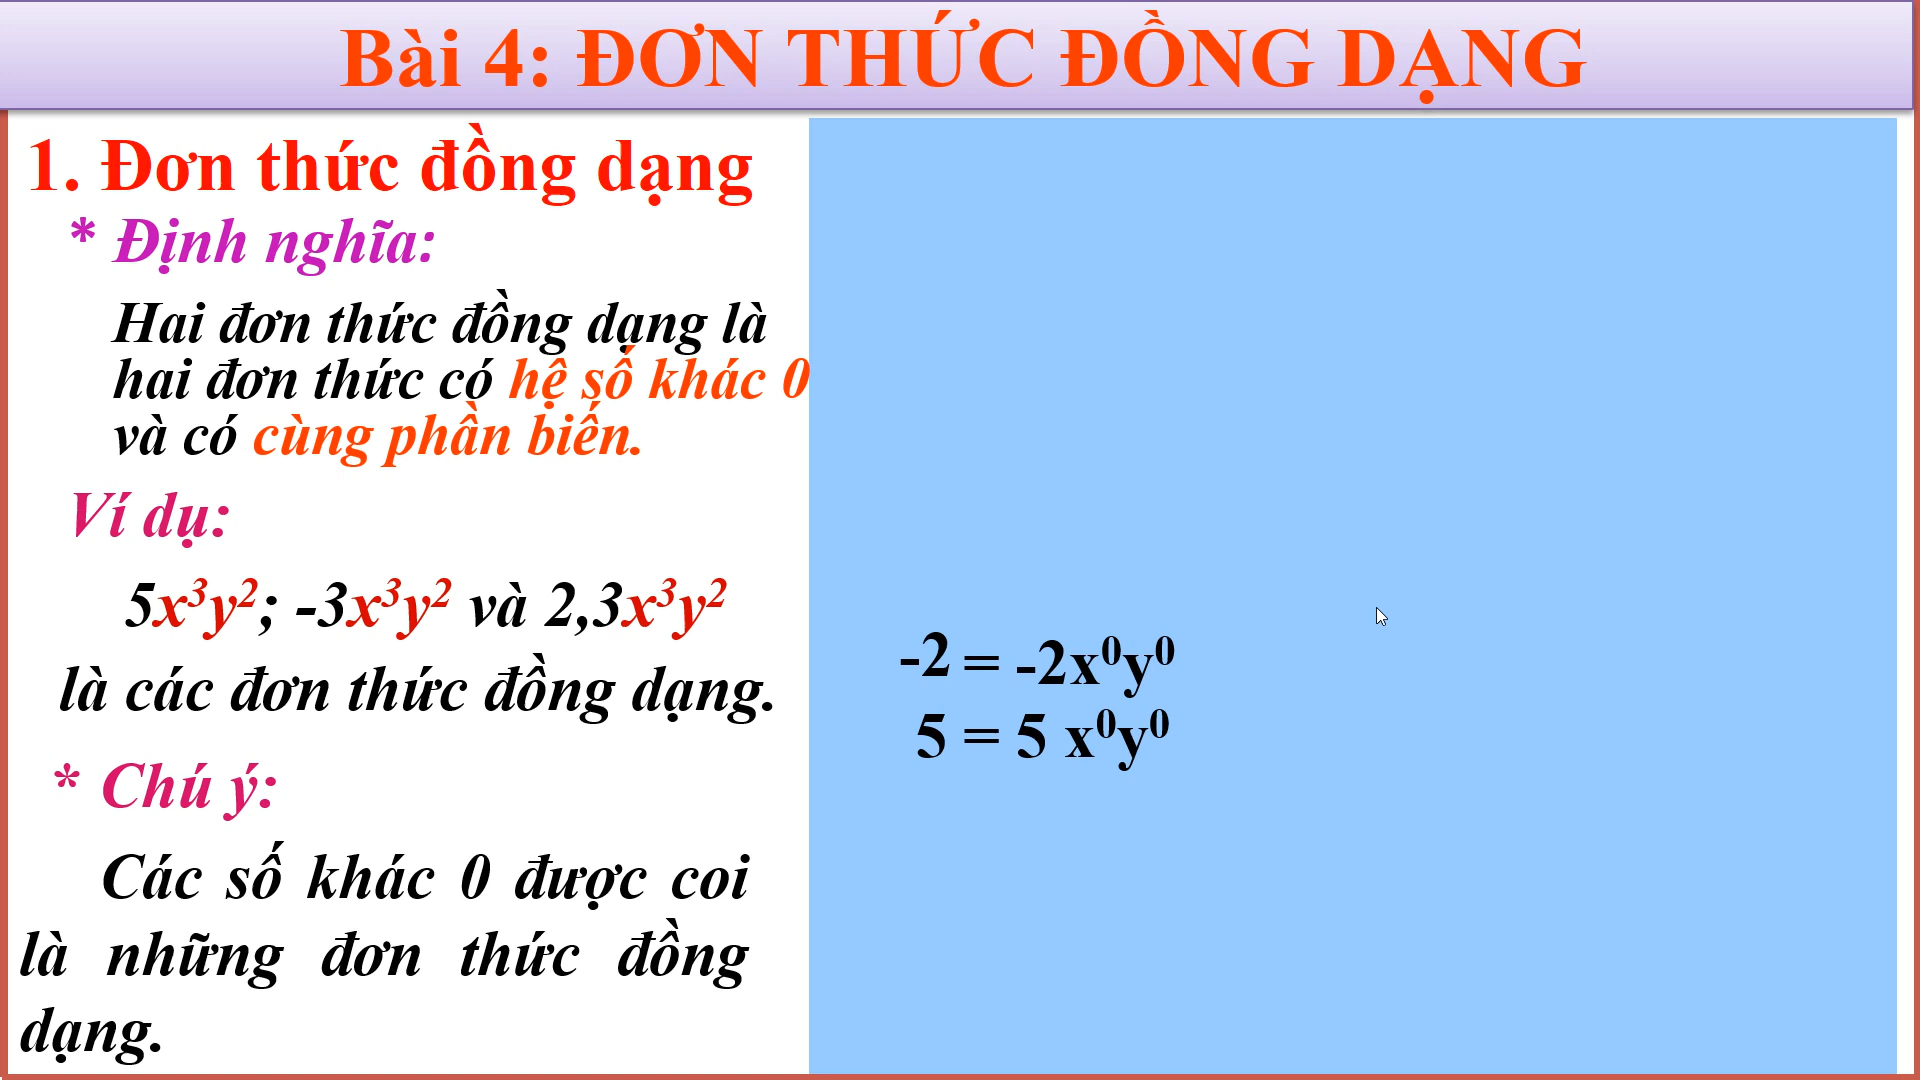 Bài 4: ĐƠN THỨC ĐỒNG DẠNG
1. Đơn thức đồng dạng
* Định nghĩa:
Hai đơn thức đồng dạng là
hai đơn thức có hệ số khác 0
và có cùng phần biến.
Ví dụ:
5x³y²; -3x³y² và 2,3x³y²
là các đơn thức đồng dạng.
* Chú ý:
Các số khác 0 được coi
là những đơn thức đồng
dạng.
-2 = -2x⁰y⁰
5 = 5 x⁰y⁰